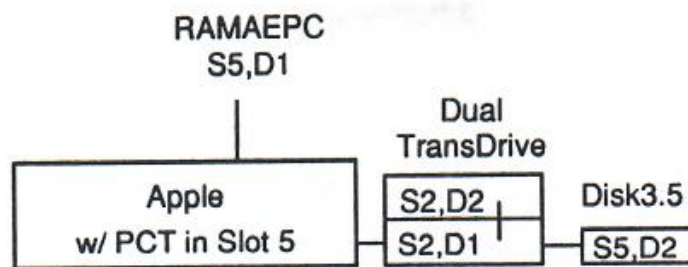 RAMAEPC
S5,D1
Dual
TransDrive
Apple
w/ PCT in Slot 5
S2,D2
S2,D1
Disk3.5
S5,D2